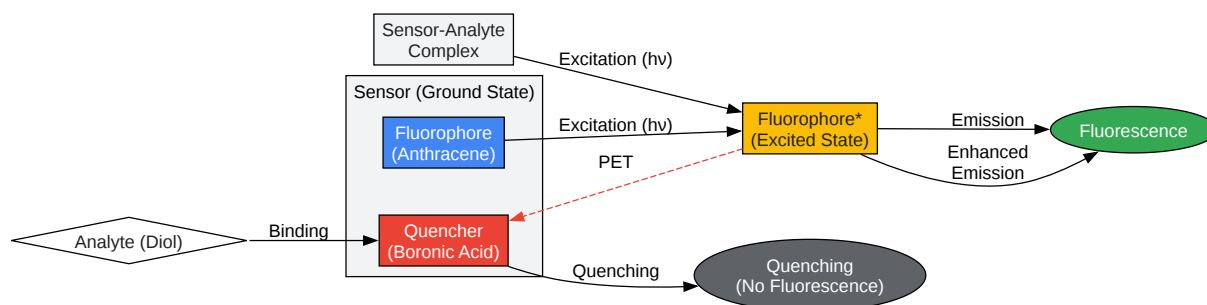 Sensor-Analyte
Complex
Excitation (hν)
Sensor (Ground State)
Fluorophore
(Anthracene)
Excitation (hν)
Fluorophore*
(Excited State)
Emission
Fluorescence
Enhanced
Emission
PET
Analyte (Diol)
Binding
Quencher
(Boronic Acid)
Quenching
Quenching
(No Fluorescence)